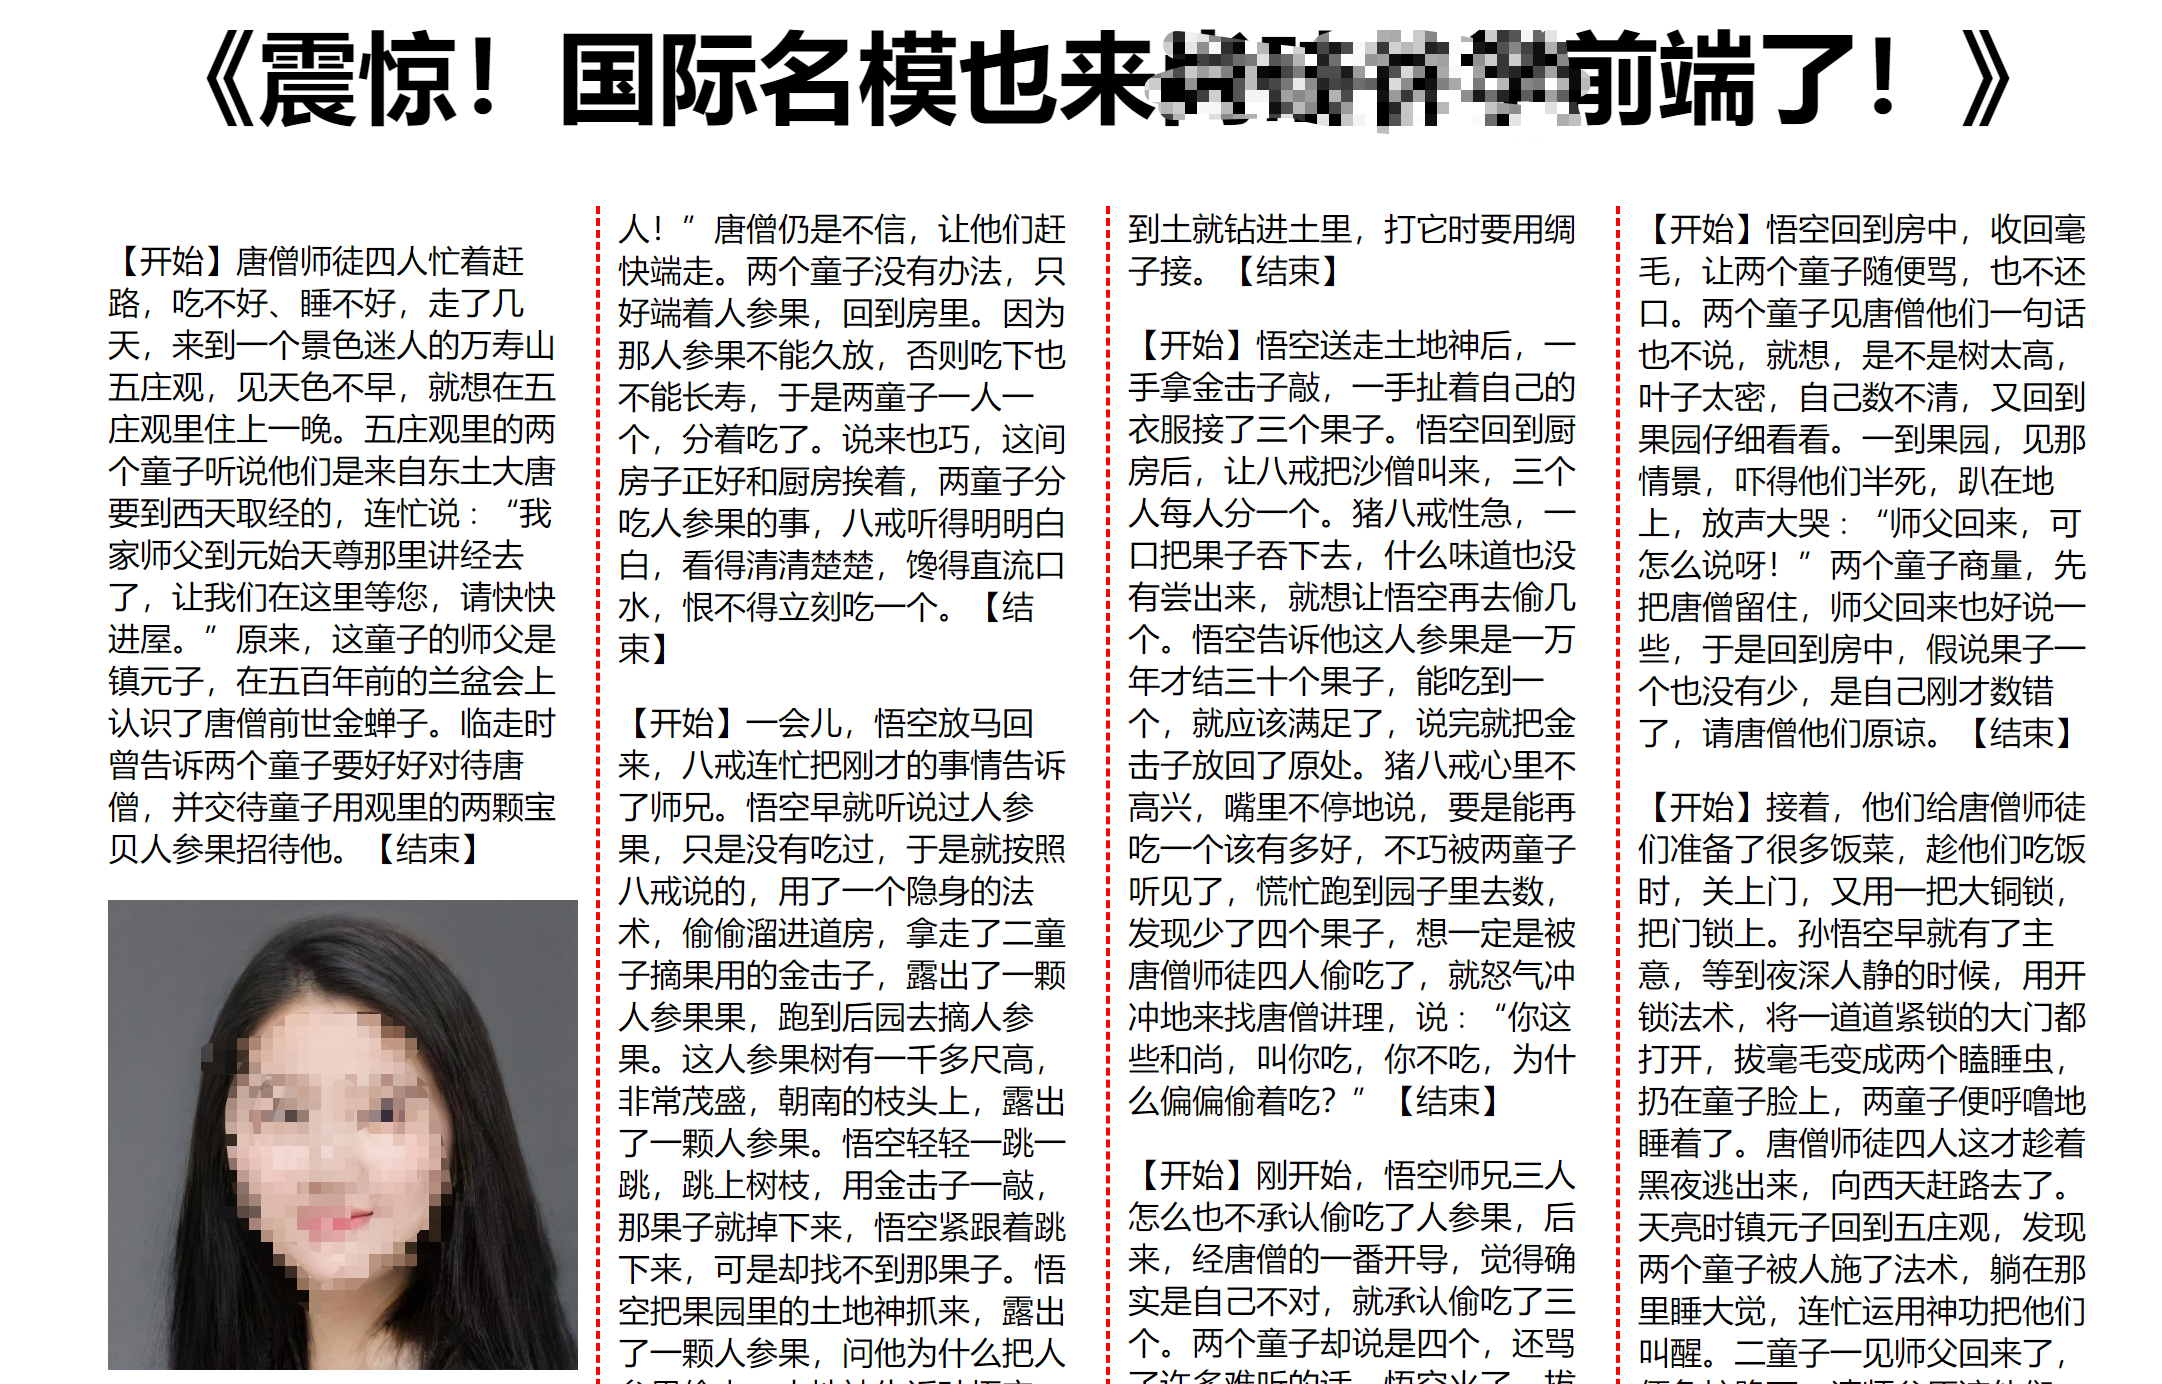 《震惊！国际名模也来前端了！》
【开始】唐僧师徒四人忙着赶
路，吃不好、睡不好，走了几
天，来到一个景色迷人的万寿山
五庄观，见天色不早，就想在五
庄观里住上一晚。五庄观里的两
个童子听说他们是来自东土大唐
要到西天取经的，连忙说：“我
家师父到元始天尊那里讲经去
了，让我们在这里等您，请快快
进屋。”原来，这童子的师父是
镇元子，在五百年前的兰盆会上
认识了唐僧前世金蝉子。临走时
曾告诉两个童子要好好对待唐
僧，并交待童子用观里的两颗宝
贝人参果招待他。【结束】
人！”唐僧仍是不信，让他们赶
快端走。两个童子没有办法，只
好端着人参果，回到房里。因为
那人参果不能久放，否则吃下也
不能长寿，于是两童子一人一
个，分着吃了。说来也巧，这间
房子正好和厨房挨着，两童子分
吃人参果的事，八戒听得明明白
白，看得清清楚楚，馋得直流口
水，恨不得立刻吃一个。【结
束】
【开始】一会儿，悟空放马回
来，八戒连忙把刚才的事情告诉
了师兄。悟空早就听说过人参
果，只是没有吃过，于是就按照
八戒说的，用了一个隐身的法
术，偷偷溜进道房，拿走了二童
子摘果用的金击子，露出了一颗
人参果果，跑到后园去摘人参
果。这人参果树有一千多尺高，
非常茂盛，朝南的枝头上，露出
了一颗人参果。悟空轻轻一跳一
跳，跳上树枝，用金击子一敲，
那果子就掉下来，悟空紧跟着跳
下来，可是却找不到那果子。悟
空把果园里的土地神抓来，露出
了一颗人参果，问他为什么把人
到土就钻进土里，打它时要用绸
子接。【结束】
【开始】悟空送走土地神后，一
手拿金击子敲，一手扯着自己的
衣服接了三个果子。悟空回到厨
房后，让八戒把沙僧叫来，三个
人每人分一个。猪八戒性急，一
口把果子吞下去，什么味道也没
有尝出来，就想让悟空再去偷几
个。悟空告诉他这人参果是一万
年才结三十个果子，能吃到一
个，就应该满足了，说完就把金
击子放回了原处。猪八戒心里不
高兴，嘴里不停地说，要是能再
吃一个该有多好，不巧被两童子
听见了，慌忙跑到园子里去数，
发现少了四个果子，想一定是被
唐僧师徒四人偷吃了，就怒气冲
冲地来找唐僧讲理，说：“你这
些和尚，叫你吃，你不吃，为什
么偏偏偷着吃？”【结束】
【开始】刚开始，悟空师兄三人
怎么也不承认偷吃了人参果，后
来，经唐僧的一番开导，觉得确
实是自己不对，就承认偷吃了三
个。两个童子却说是四个，还骂
了许多难听的话。悟空火了，拔
【开始】悟空回到房中，收回毫
毛，让两个童子随便骂，也不还
口。两个童子见唐僧他们一句话
也不说，就想，是不是树太高，
叶子太密，自己数不清，又回到
果园仔细看看。一到果园，见那
情景，吓得他们半死，趴在地
上，放声大哭：“师父回来，可
怎么说呀！”两个童子商量，先
把唐僧留住，师父回来也好说一
些，于是回到房中，假说果子一
个也没有少，是自己刚才数错
了，请唐僧他们原谅。【结束】
【开始】接着，他们给唐僧师徒
们准备了很多饭菜，趁他们吃饭
时，关上门，又用一把大铜锁，
把门锁上。孙悟空早就有了主
意，等到夜深人静的时候，用开
锁法术，将一道道紧锁的大门都
打开，拔毫毛变成两个瞌睡虫，
扔在童子脸上，两童子便呼噜地
睡着了。唐僧师徒四人这才趁着
黑夜逃出来，向西天赶路去了。
天亮时镇元子回到五庄观，发现
两个童子被人施了法术，躺在那
里睡大觉，连忙运用神功把他们
叫醒。二童子一见师父回来了，